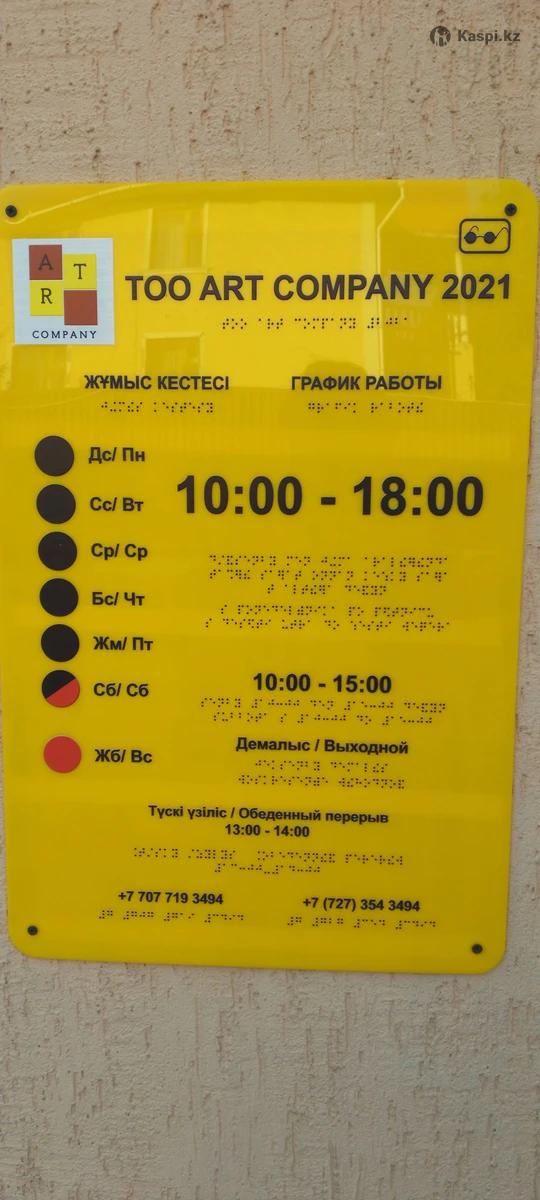 Kaspi.kz
A T
R
COMPANY
ТОО ART COMPANY 2021
ЖҰМЫС КЕСТЕСІ ГРАФИК РАБОТЫ
Дс/ Пн
Сс/ Вт
10:00 - 18:00
Ср/ Ср
Бс/ Чт
Жм/ Пт
Сб/ Сб
10:00 - 15:00
Жб/ Вс
Демалыс / Выходной
Түскі үзіліс / Обеденный перерыв
13:00 - 14:00
+7 707 719 3494 +7 (727) 354 3494